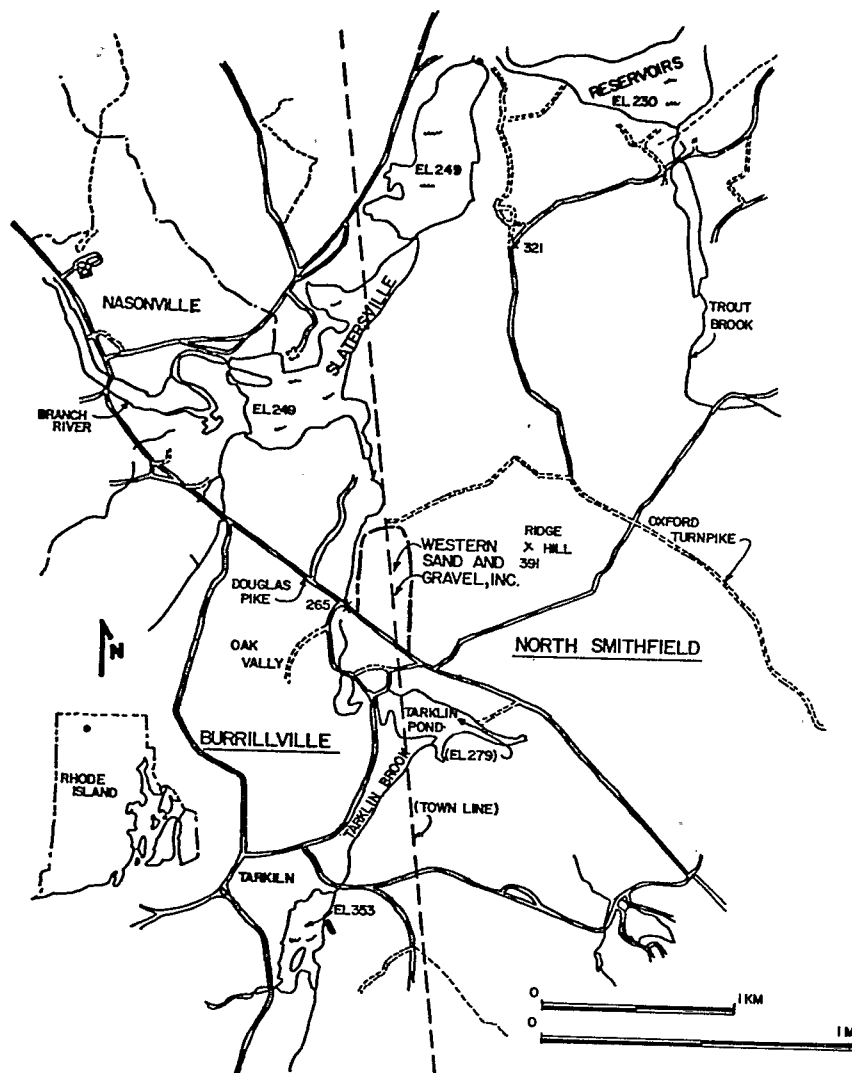 RESERVOIRS
EL 230
EL 249
321
NASONVILLE
SLATERSVILLE
TROUT
BROOK
EL 249
BRANCH
RIVER
OXFORD
TURNPIKE
WESTERN
SAND AND
GRAVEL, INC.
RIDGE
X HILL
391
DOUGLAS
PIKE
265
OAK
VALLY
N
NORTH SMITHFIELD
TARKLIN
POND
(EL 279)
BURRILLVILLE
RHODE
ISLAND
TARKLIN BROOK
(TOWN LINE)
TARKILN
EL 353
0
1 KM
0
1 M